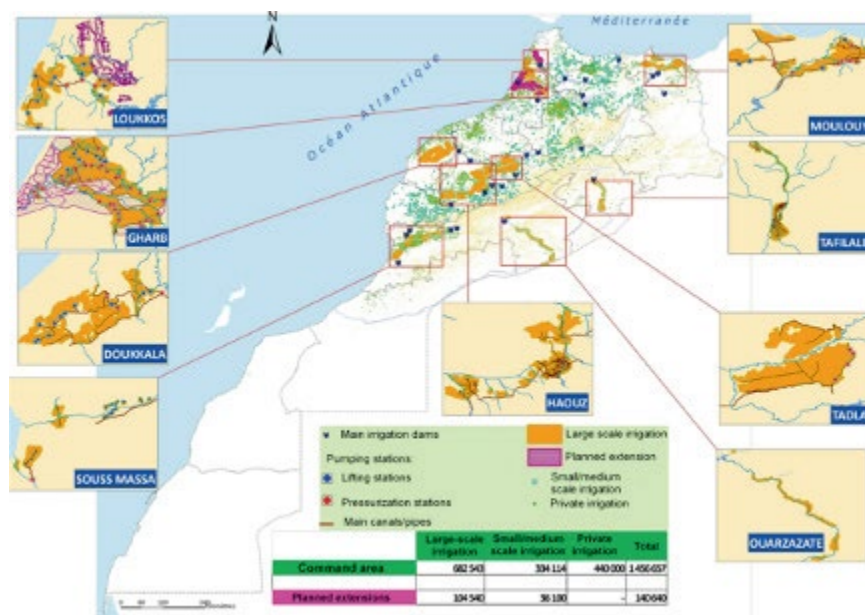 Méditerranée
N
Océan Atlantique
LOUKKOS
GHARB
DOUKKALA
SOUSS MASSA
HAOUZ
TAFILALE
TADLA
OUARZAZATE
Main irrigation dams
Pumping stations:
Lifting stations
Pressurization stations
Main canals/pipes
Large scale irrigation
Planned extension
Small/medium
scale irrigation
Private irrigation
Large-scale Small/medium Private Total
irrigation scale irrigation irrigation
Command area 682 543 334 114 440 000 1 456 657
Planned extensions 104 540 36 100 - 140 640